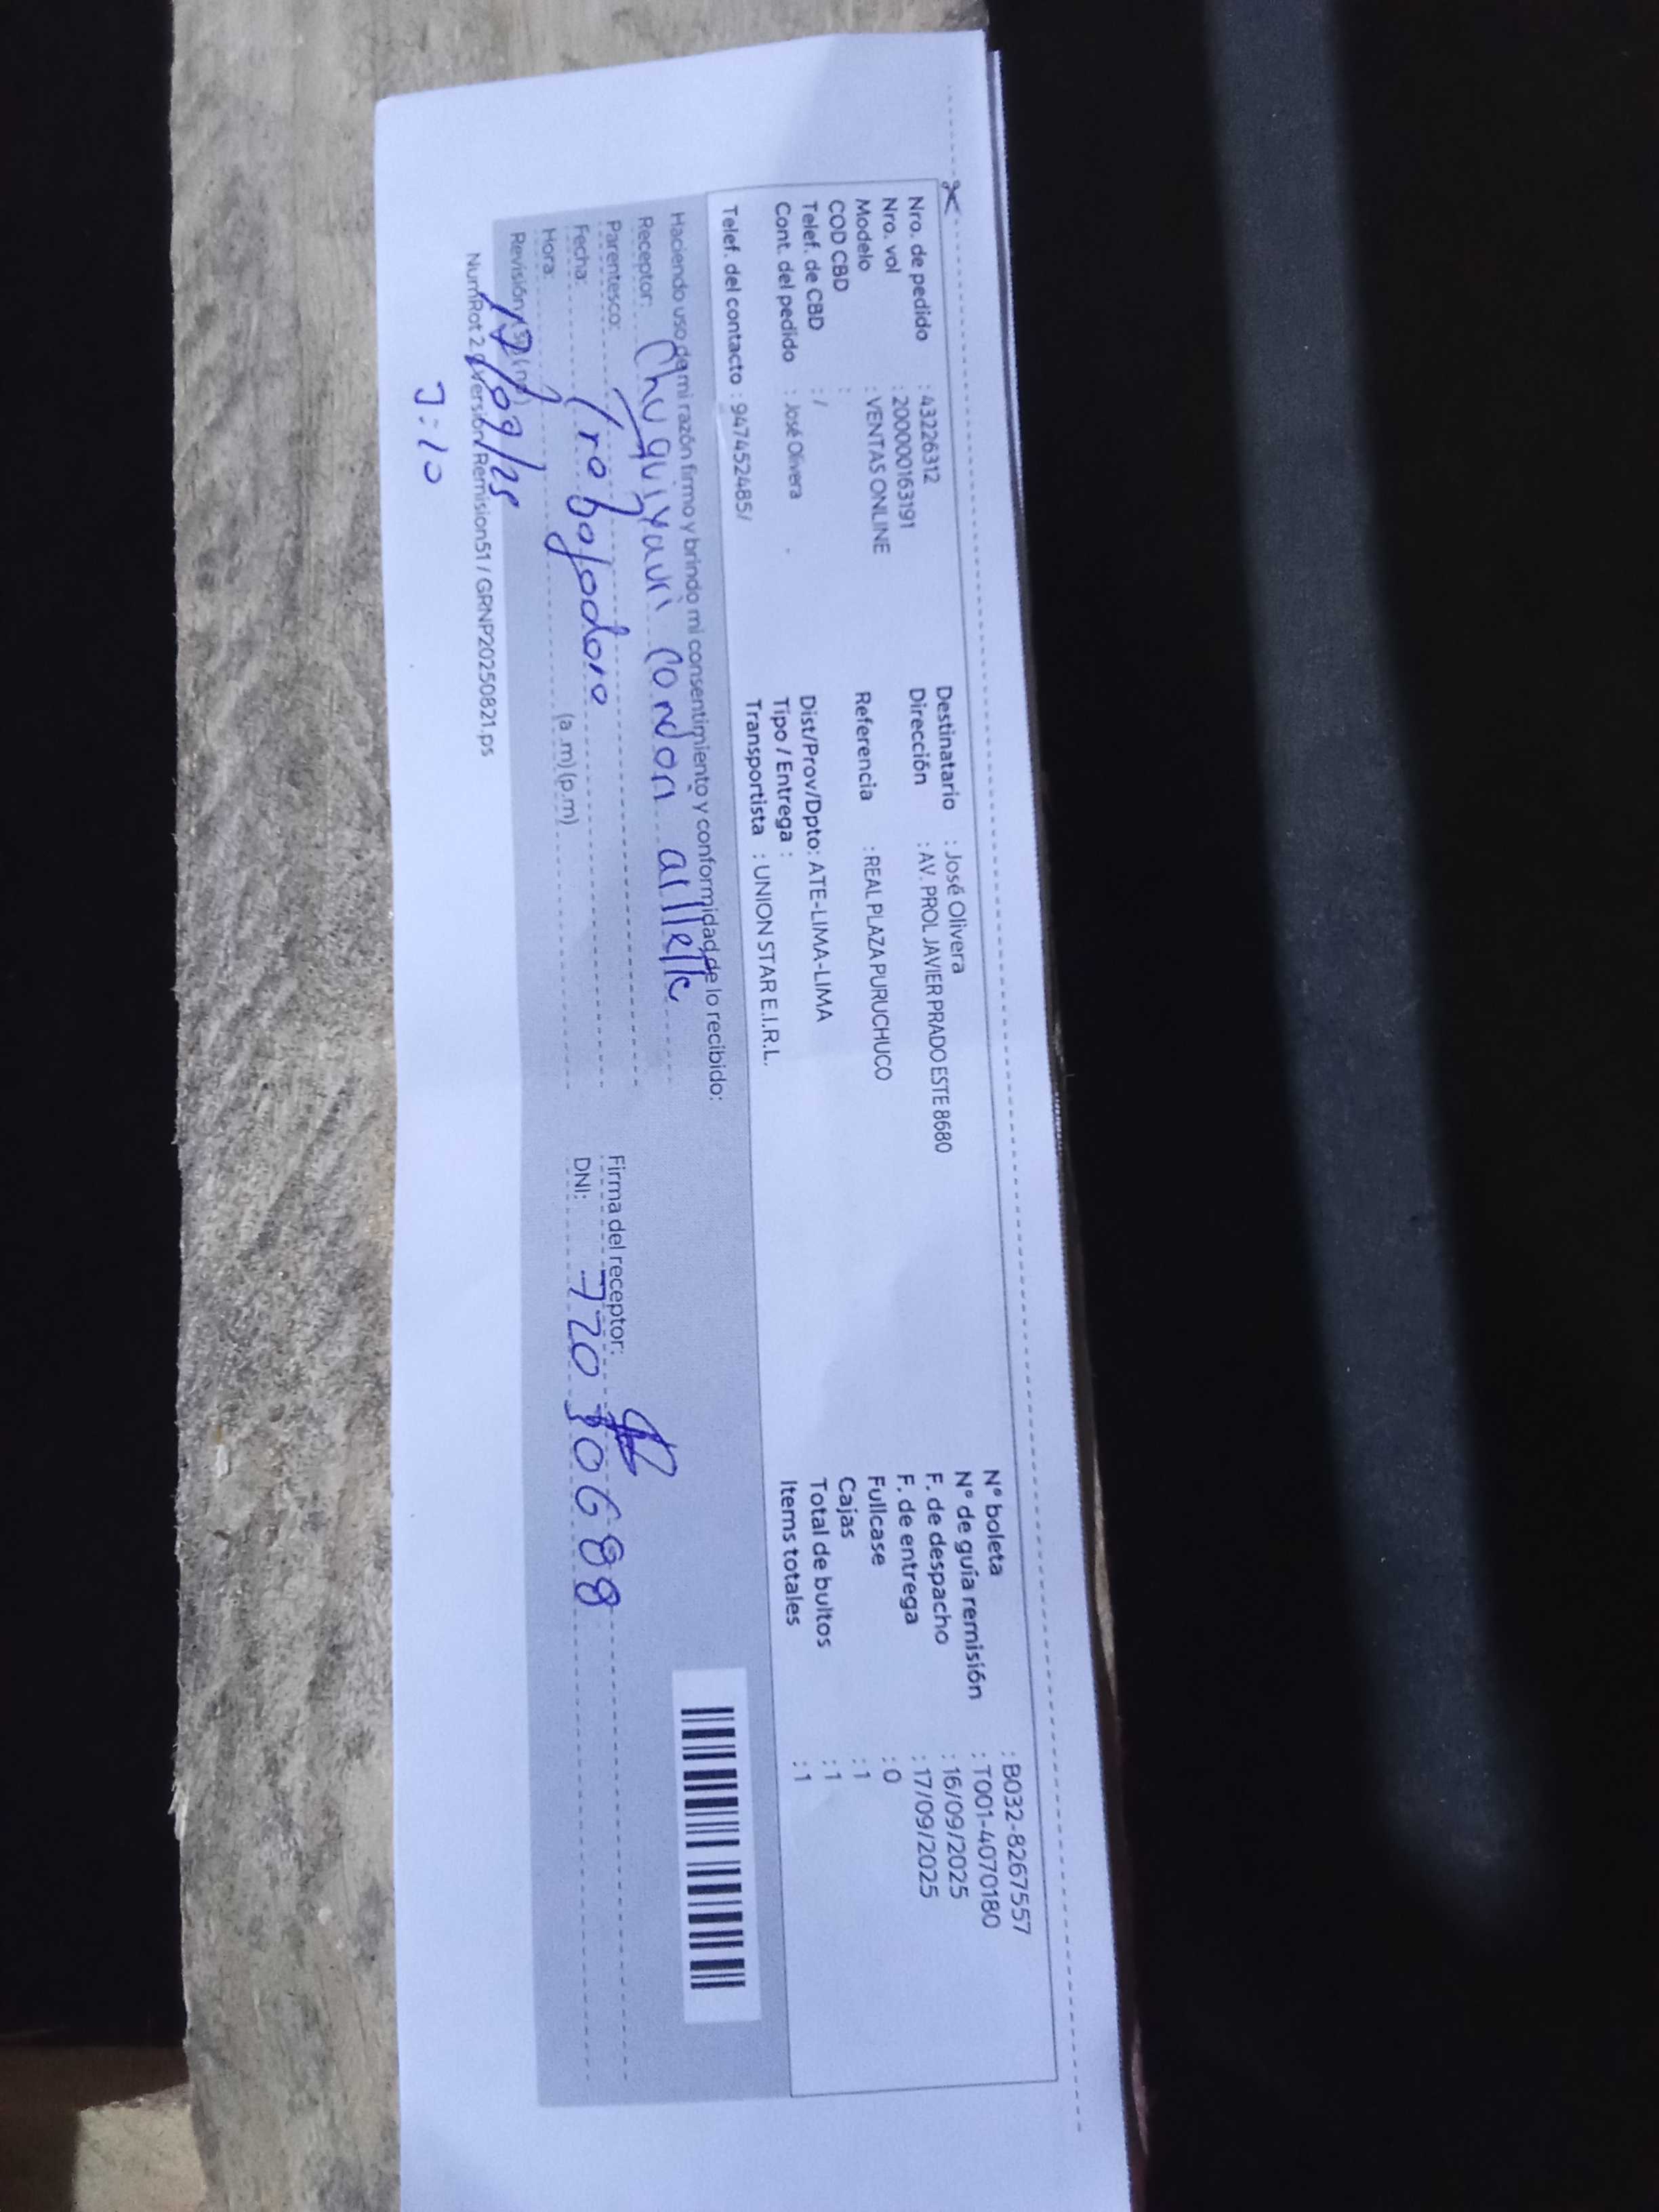 Nro. de pedido : 43226312
Nro. vol : 200000163191
Modelo : VENTAS ONLINE
COD CBD :
Telef. de CBD : /
Cont. del pedido : José Olivera
Telef. del contacto : 947452485/
Destinatario : José Olivera
Dirección : AV. PROL JAVIER PRADO ESTE 8680
Referencia : REAL PLAZA PURUCHUCO
Dist/Prov/Dpto: ATE-LIMA-LIMA
Tipo / Entrega :
Transportista : UNION STAR E.I.R.L.
N° boleta : B032-8267557
N° de guía remisión : T001-4070180
F. de despacho : 16/09/2025
F. de entrega : 17/09/2025
Fullcase : 0
Cajas : 1
Total de bultos : 1
Items totales : 1
Haciendo uso de mi razón firmo y brindo mi consentimiento y conformidad de lo recibido:
Receptor: Chuquiyauri Condori
Parentesco: Trabajadora
Fecha: 17/09/25
Hora: (a.m)(p.m)
Revisión
1:10
Firma del receptor:
DNI: 72030688
NumRot 2 Version/Remision51 / GRNP20250821.ps